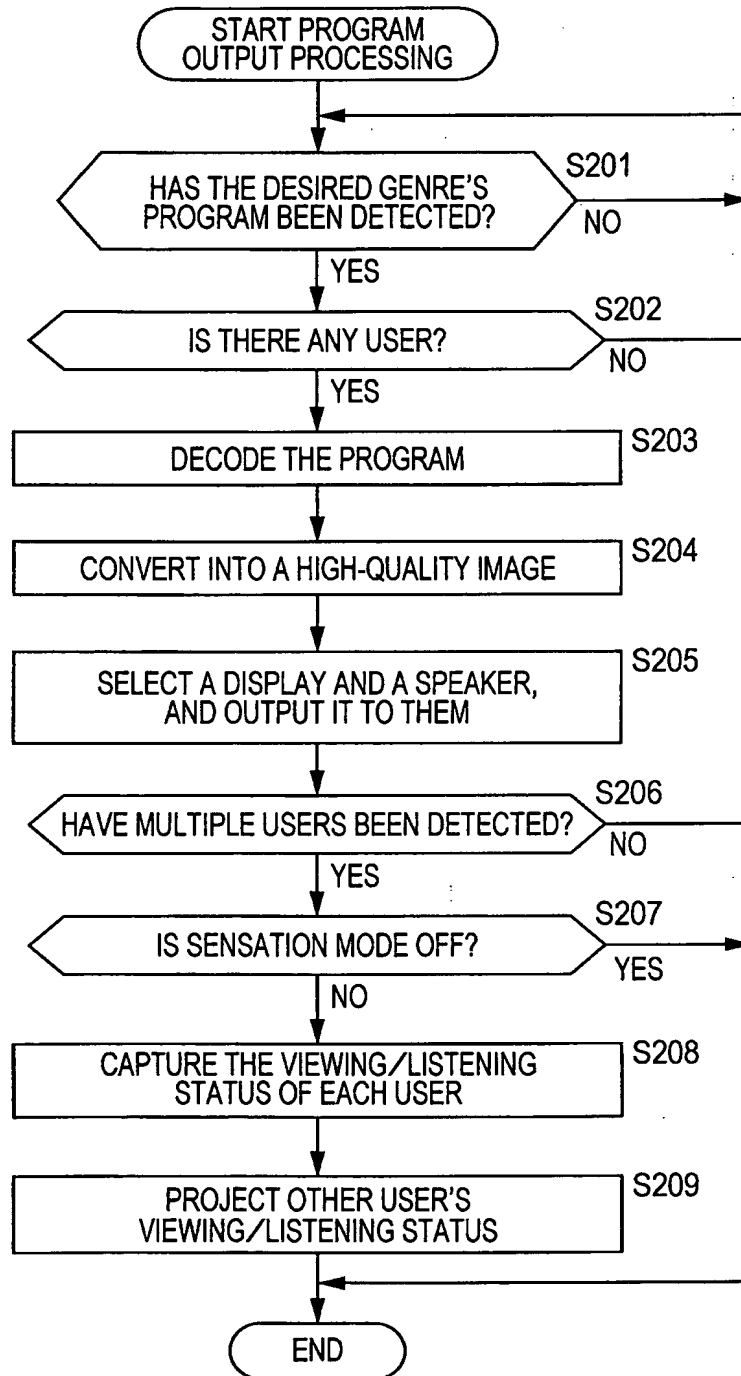 START PROGRAM
OUTPUT PROCESSING
S201
HAS THE DESIRED GENRE'S
PROGRAM BEEN DETECTED?
NO
YES
S202
IS THERE ANY USER?
NO
YES
S203
DECODE THE PROGRAM
S204
CONVERT INTO A HIGH-QUALITY IMAGE
S205
SELECT A DISPLAY AND A SPEAKER,
AND OUTPUT IT TO THEM
S206
HAVE MULTIPLE USERS BEEN DETECTED?
NO
YES
S207
IS SENSATION MODE OFF?
YES
NO
S208
CAPTURE THE VIEWING/LISTENING
STATUS OF EACH USER
S209
PROJECT OTHER USER'S
VIEWING/LISTENING STATUS
END